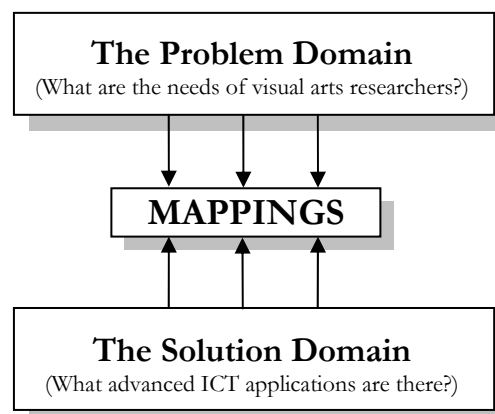 The Problem Domain
(What are the needs of visual arts researchers?)
MAPPINGS
The Solution Domain
(What advanced ICT applications are there?)